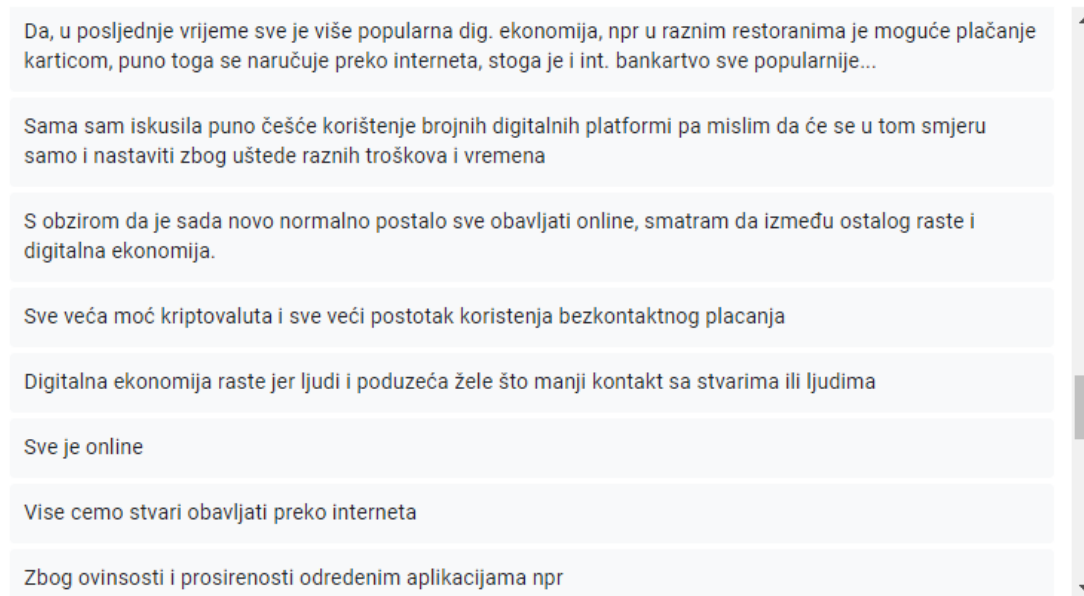 Da, u posljednje vrijeme sve je više popularna dig. ekonomija, npr u raznim restoranima je moguće plačanje
karticom, puno toga se naručuje preko interneta, stoga je i int. bankartvo sve popularnije...
Sama sam iskusila puno češće korištenje brojnih digitalnih platformi pa mislim da će se u tom smjeru
samo i nastaviti zbog uštede raznih troškova i vremena
S obzirom da je sada novo normalno postalo sve obavljati online, smatram da između ostalog raste i
digitalna ekonomija.
Sve veća moć kriptovaluta i sve veći postotak koristenja bezkontaktnog placanja
Digitalna ekonomija raste jer ljudi i poduzeća žele što manji kontakt sa stvarima ili ljudima
Sve je online
Vise cemo stvari obavljati preko interneta
Zbog ovinsosti i prosirenosti odredenim aplikacijama npr